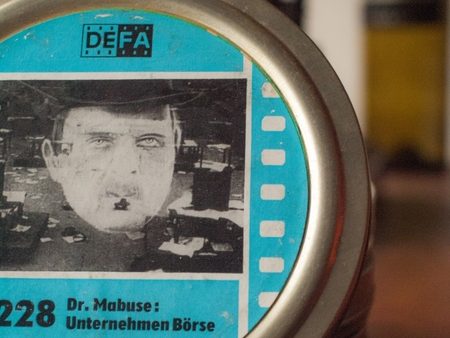 DEFA
228 Dr. Mabuse:
Unternehmen Börse